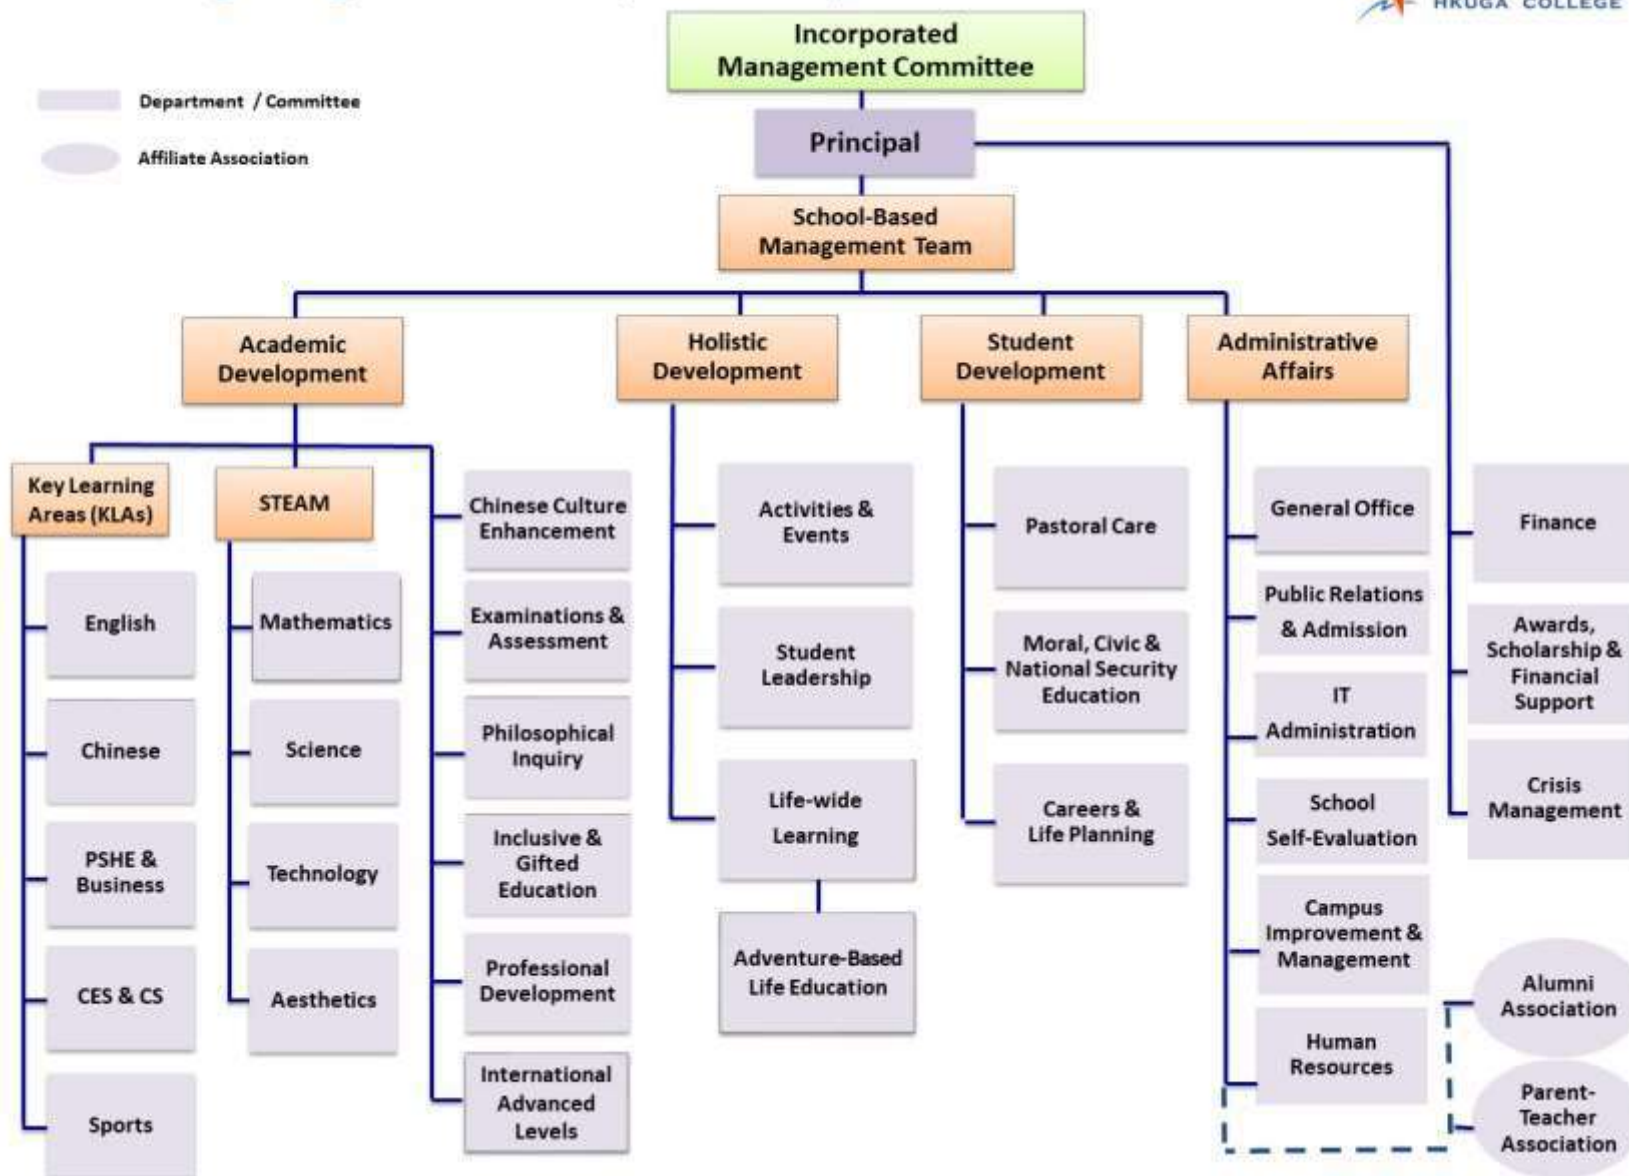 HKUGA COLLEGE
Incorporated
Management Committee
Department / Committee
Affiliate Association
Principal
School-Based
Management Team
Academic
Development
Holistic
Development
Student
Development
Administrative
Affairs
Key Learning
Areas (KLAs)
STEAM
English
Chinese
PSHE &
Business
CES & CS
Sports
Mathematics
Science
Technology
Aesthetics
Chinese Culture
Enhancement
Examinations &
Assessment
Philosophical
Inquiry
Inclusive &
Gifted
Education
Professional
Development
International
Advanced
Levels
Activities &
Events
Student
Leadership
Life-wide
Learning
Adventure-Based
Life Education
Pastoral Care
Moral, Civic &
National Security
Education
Careers &
Life Planning
General Office
Public Relations
& Admission
IT
Administration
School
Self-Evaluation
Campus
Improvement &
Management
Human
Resources
Finance
Awards,
Scholarship &
Financial
Support
Crisis
Management
Alumni
Association
Parent-
Teacher
Association